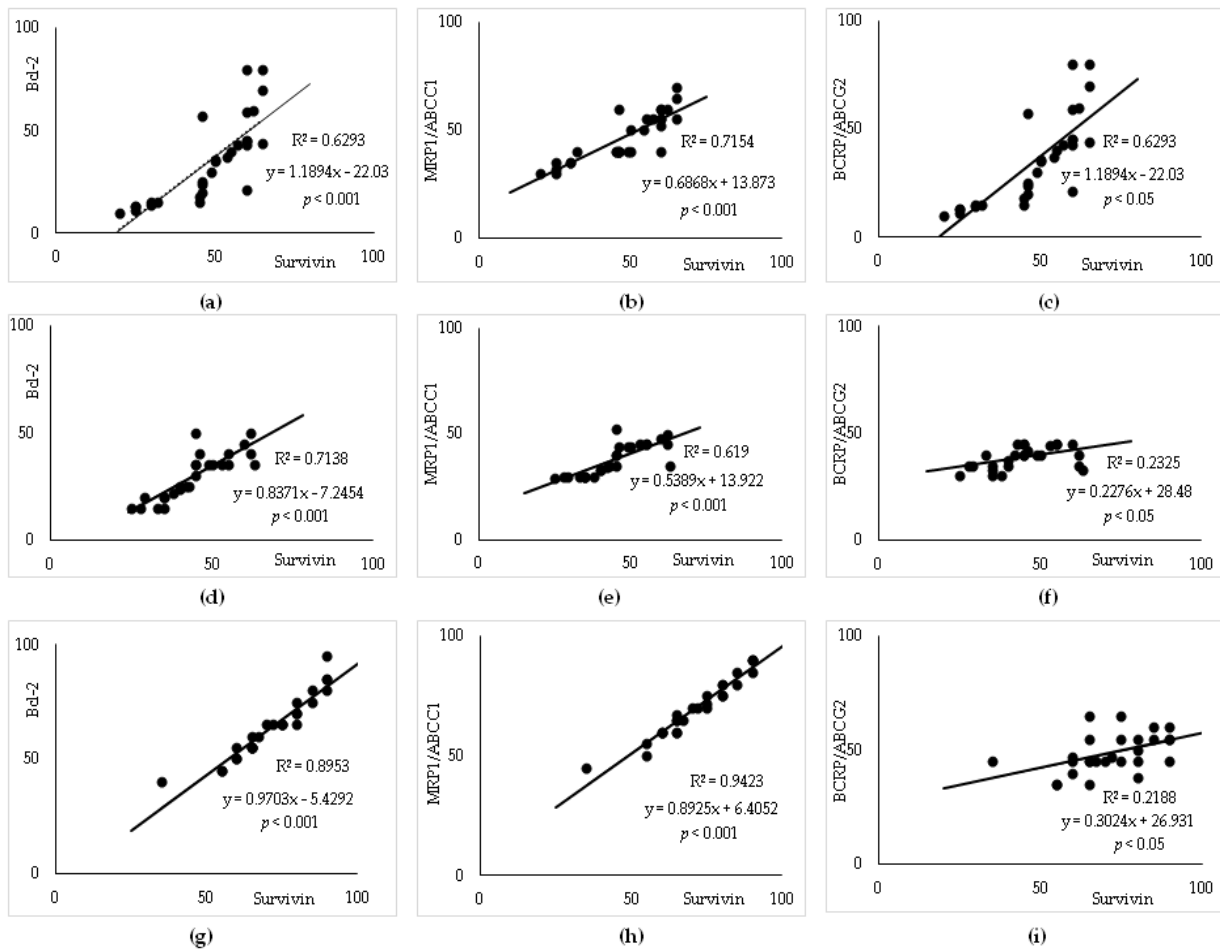 100
Bcl-2
50
R² = 0.6293
y = 1.1894x − 22.03
p < 0.001
0
0
50
100
Survivin
(a)
100
MRP1/ABCC1
50
R² = 0.7154
y = 0.6868x + 13.873
p < 0.001
0
0
50
100
Survivin
(b)
100
BCRP/ABCG2
50
R² = 0.6293
y = 1.1894x − 22.03
p < 0.05
0
0
50
100
Survivin
(c)
100
Bcl-2
50
R² = 0.7138
y = 0.8371x − 7.2454
p < 0.001
0
0
50
100
Survivin
(d)
100
MRP1/ABCC1
50
R² = 0.619
y = 0.5389x + 13.922
p < 0.001
0
0
50
100
Survivin
(e)
100
BCRP/ABCG2
50
R² = 0.2325
y = 0.2276x + 28.48
p < 0.05
0
0
50
100
Survivin
(f)
100
Bcl-2
50
R² = 0.8953
y = 0.9703x − 5.4292
p < 0.001
0
0
50
100
Survivin
(g)
100
MRP1/ABCC1
50
R² = 0.9423
y = 0.8925x + 6.4052
p < 0.001
0
0
50
100
Survivin
(h)
100
BCRP/ABCG2
50
R² = 0.2188
y = 0.3024x + 26.931
p < 0.05
0
0
50
100
Survivin
(i)